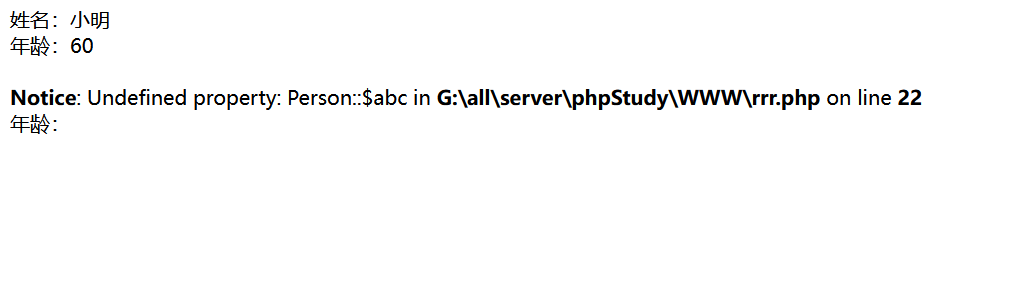 姓名：小明
年龄：60
Notice: Undefined property: Person::$abc in G:\all\server\phpStudy\WWW\rrr.php on line 22
年龄：